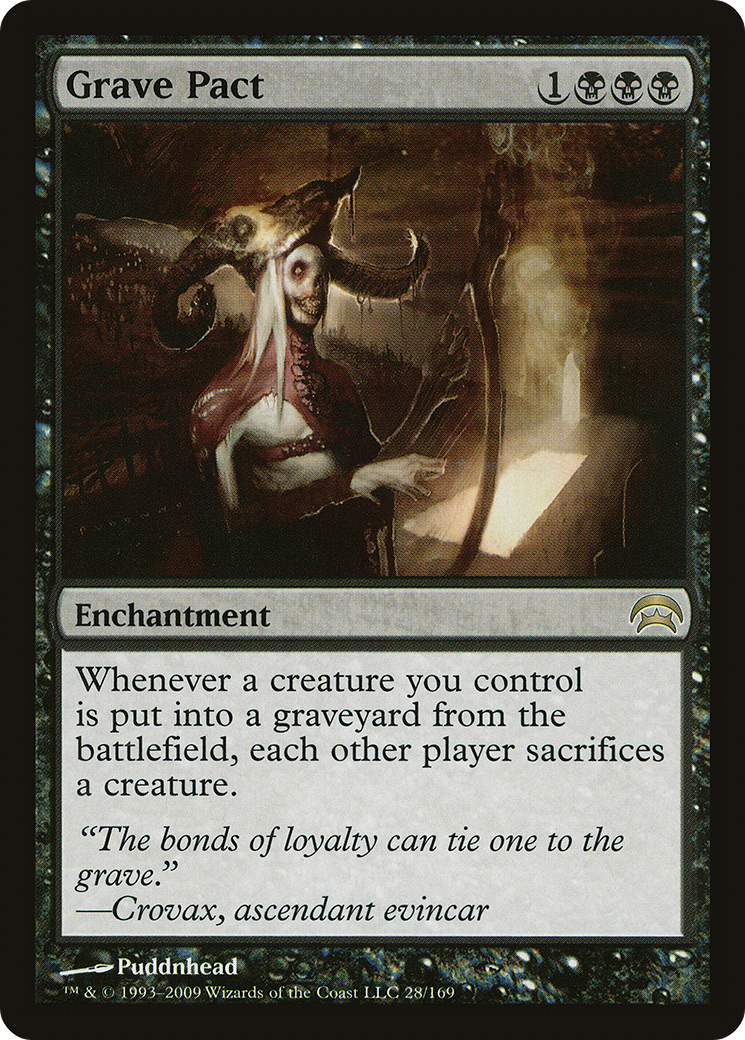 Grave Pact 1
Enchantment
Whenever a creature you control
is put into a graveyard from the
battlefield, each other player sacrifices
a creature.
“The bonds of loyalty can tie one to the
grave.”
—Crovax, ascendant evincar
Puddnhead
™ & © 1993–2009 Wizards of the Coast LLC 28/169